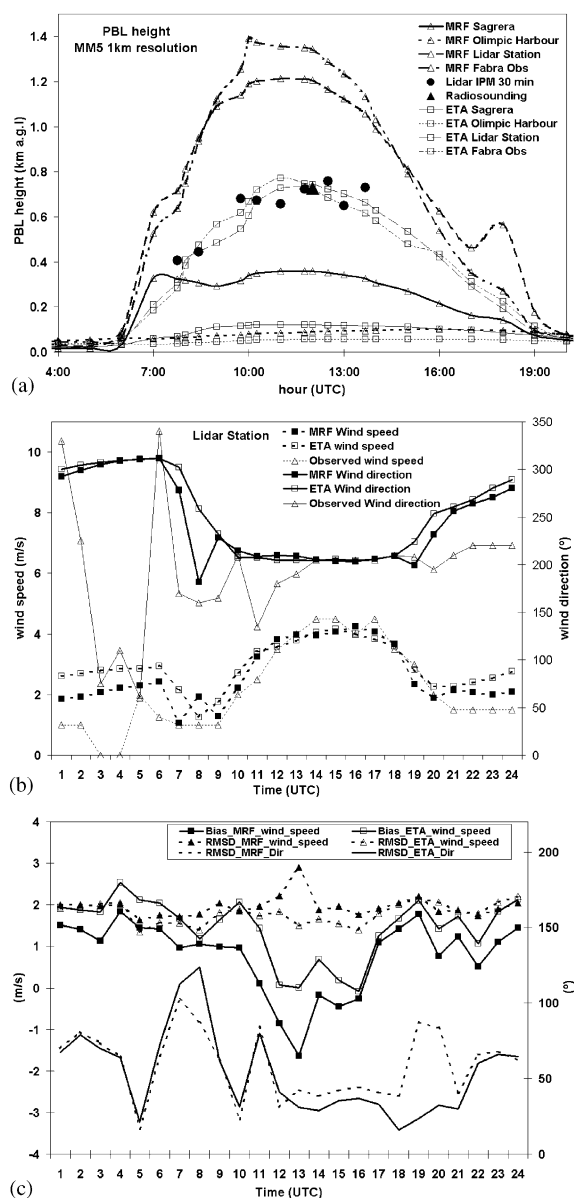 PBL height
MM5 1km resolution
MRF Sagrera
MRF Olimpic Harbour
MRF Lidar Station
MRF Fabra Obs
Lidar IPM 30 min
Radiosounding
ETA Sagrera
ETA Olimpic Harbour
ETA Lidar Station
ETA Fabra Obs
PBL height (km a.g.l)
1.4
1.2
1.0
0.8
0.6
0.4
0.2
0.0
4:00 7:00 10:00 13:00 16:00 19:00
hour (UTC)
(a)
Lidar Station
MRF Wind speed
ETA wind speed
Observed wind speed
MRF Wind direction
ETA Wind direction
Observed Wind direction
wind speed (m/s)
10
8
6
4
2
0
wind direction (º)
350
300
250
200
150
100
50
0
1 2 3 4 5 6 7 8 9 10 11 12 13 14 15 16 17 18 19 20 21 22 23 24
Time (UTC)
(b)
Bias_MRF_wind_speed Bias_ETA_wind_speed
RMSD_MRF_wind_speed RMSD_ETA_wind_speed
RMSD_MRF_Dir RMSD_ETA_Dir
(m/s)
4
3
2
1
0
-1
-2
-3
-4
(º)
200
150
100
50
0
1 2 3 4 5 6 7 8 9 10 11 12 13 14 15 16 17 18 19 20 21 22 23 24
Time (UTC)
(c)